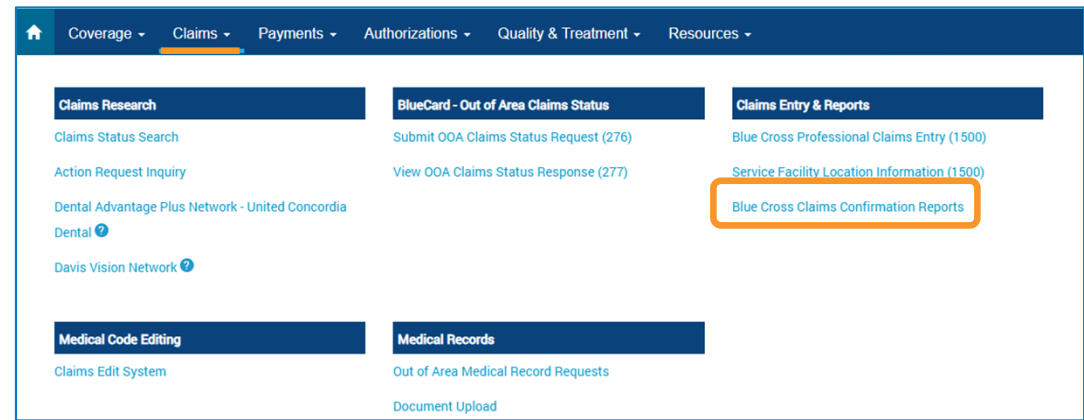 Coverage Claims Payments Authorizations Quality & Treatment Resources
Claims Research
Claims Status Search
Action Request Inquiry
Dental Advantage Plus Network - United Concordia
Dental ?
Davis Vision Network ?
BlueCard - Out of Area Claims Status
Submit OOA Claims Status Request (276)
View OOA Claims Status Response (277)
Claims Entry & Reports
Blue Cross Professional Claims Entry (1500)
Service Facility Location Information (1500)
Blue Cross Claims Confirmation Reports
Medical Code Editing
Claims Edit System
Medical Records
Out of Area Medical Record Requests
Document Upload